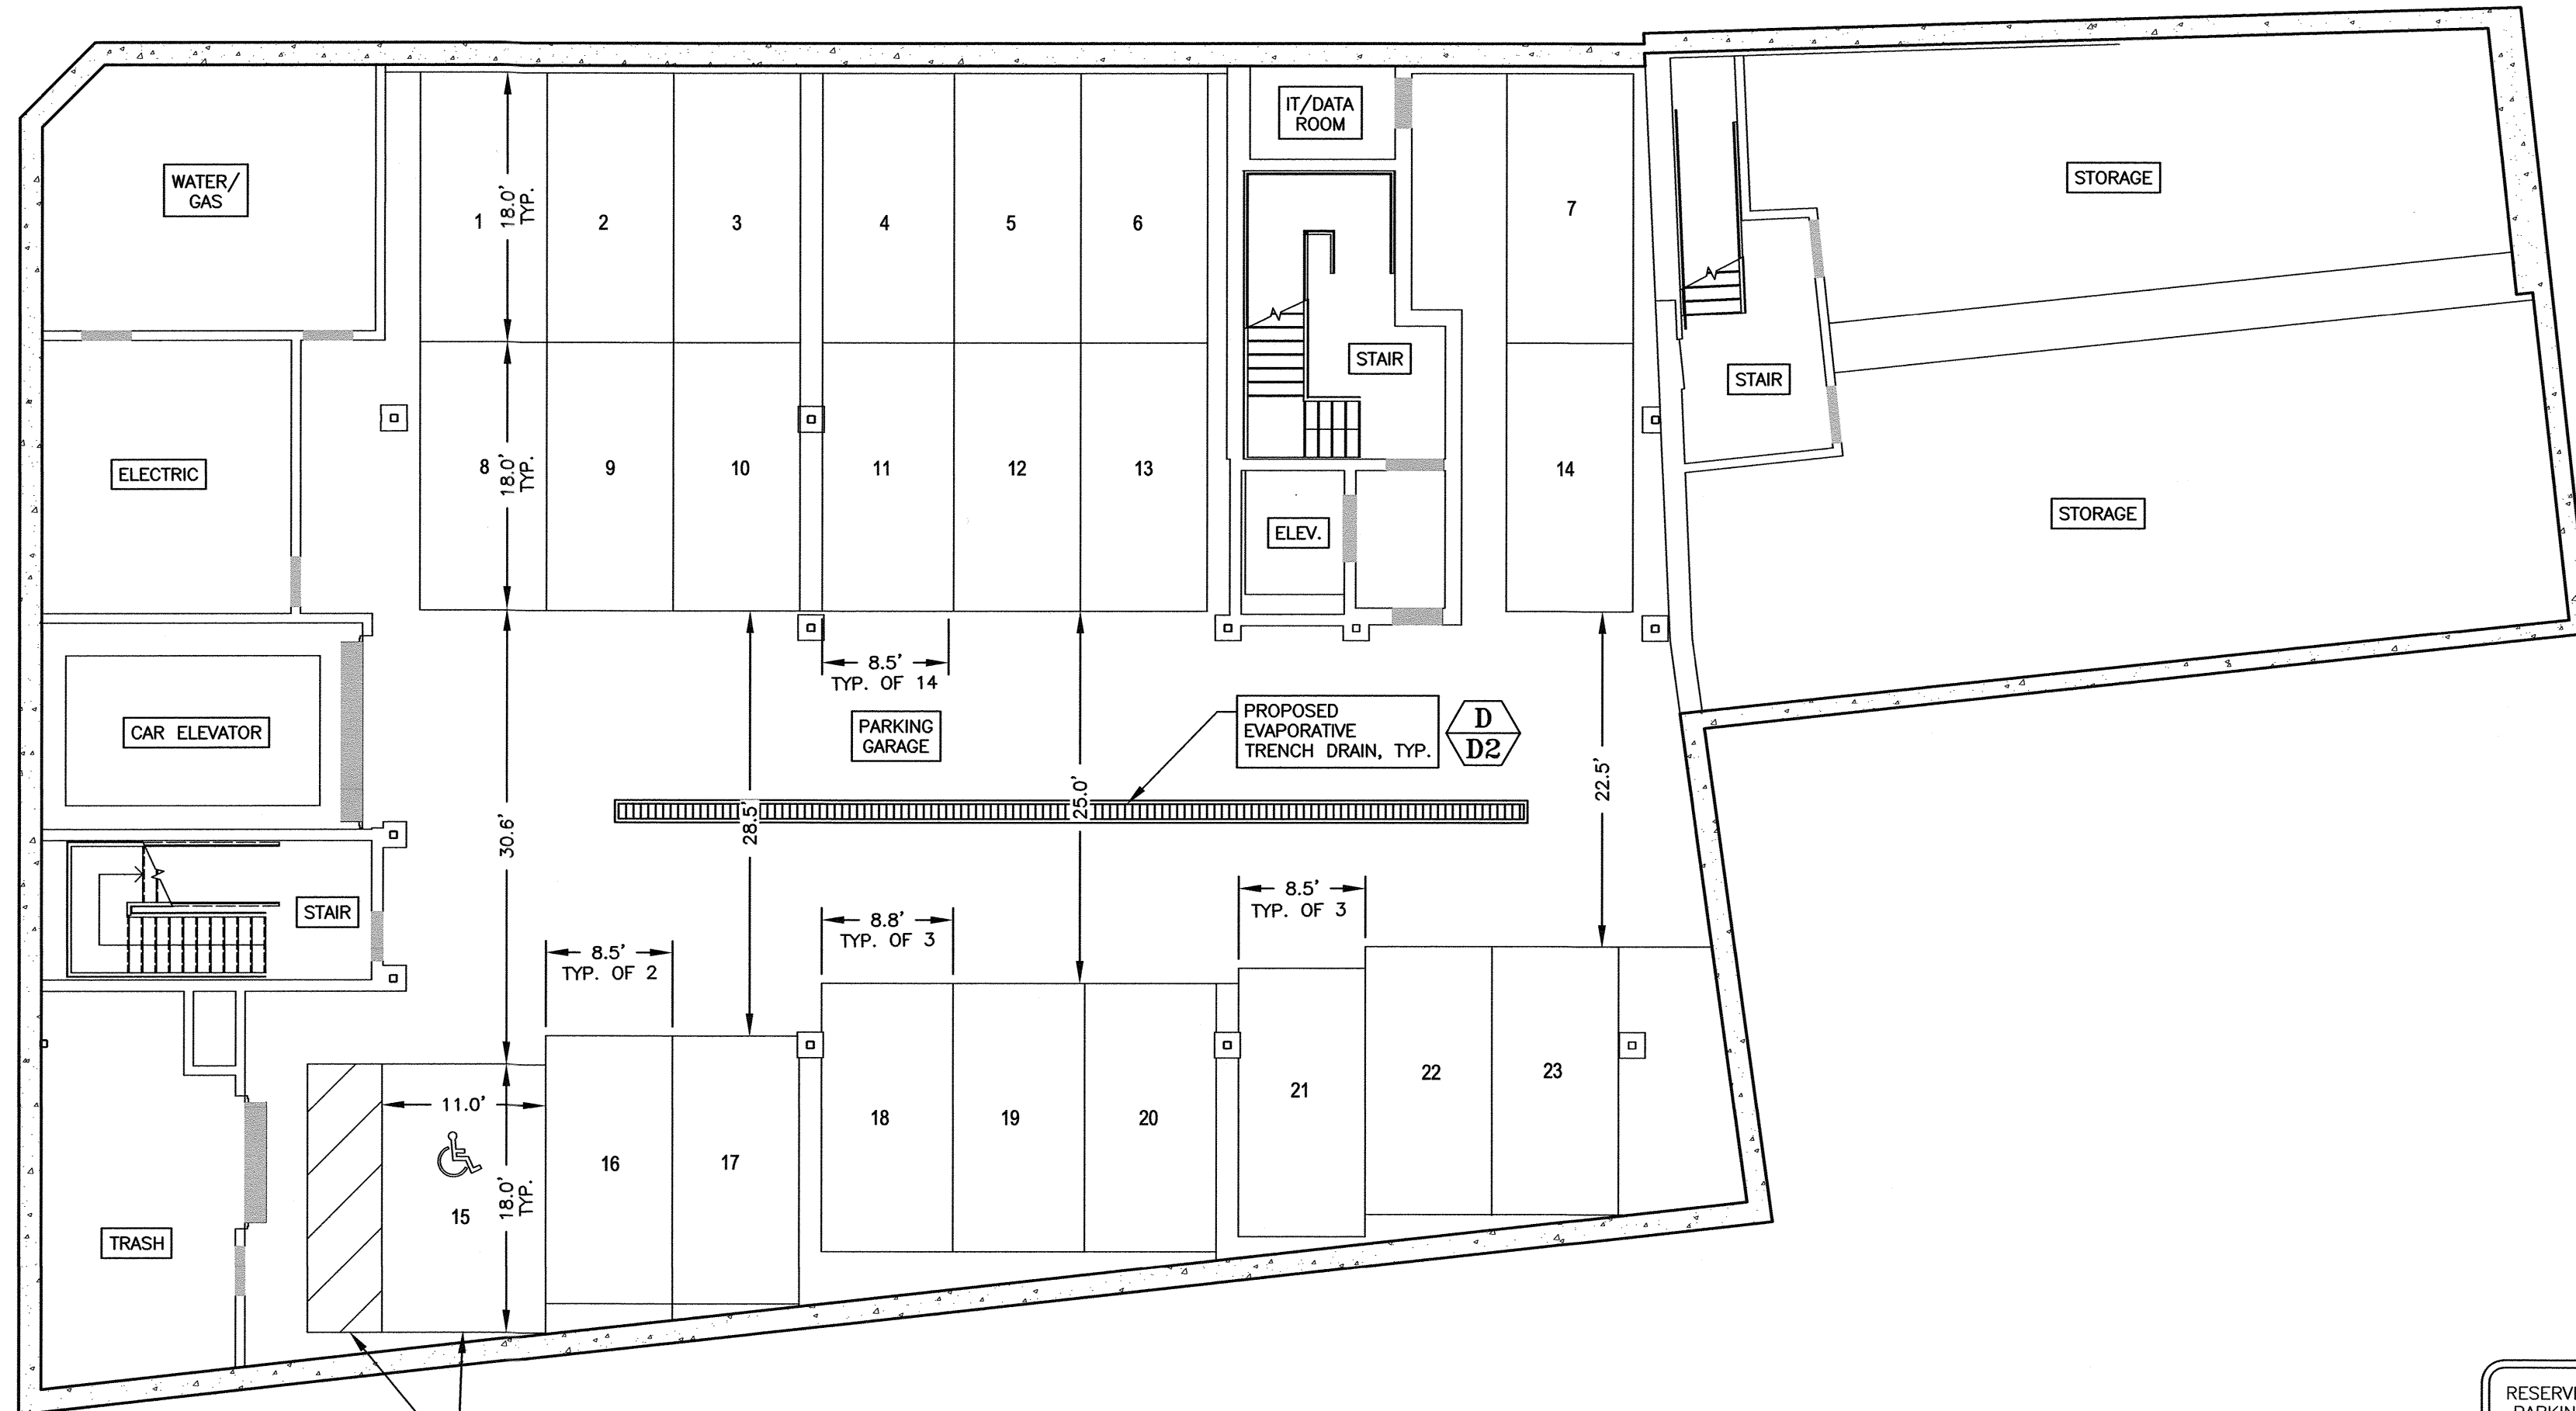 IT/DATA
ROOM
WATER/
GAS
STORAGE
1
18.0'
TYP.
2
3
4
5
6
7
STAIR
STAIR
ELECTRIC
8
18.0'
TYP.
9
10
11
12
13
14
ELEV.
STORAGE
8.5'
TYP. OF 14
CAR ELEVATOR
PARKING
GARAGE
PROPOSED
EVAPORATIVE
TRENCH DRAIN, TYP.
D
D2
30.6'
28.5'
25.0'
22.5'
STAIR
8.5'
TYP. OF 2
8.8'
TYP. OF 3
8.5'
TYP. OF 3
11.0'
15
18.0'
TYP.
16
17
18
19
20
21
22
23
TRASH